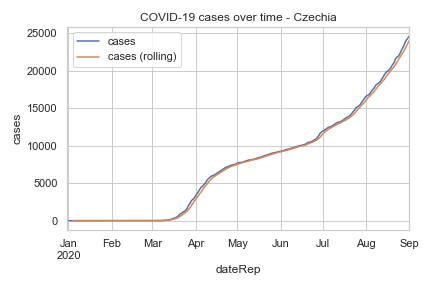 COVID-19 cases over time - Czechia
cases
cases (rolling)
25000
20000
15000
10000
5000
0
cases
Jan Feb Mar Apr May Jun Jul Aug Sep
2020
dateRep